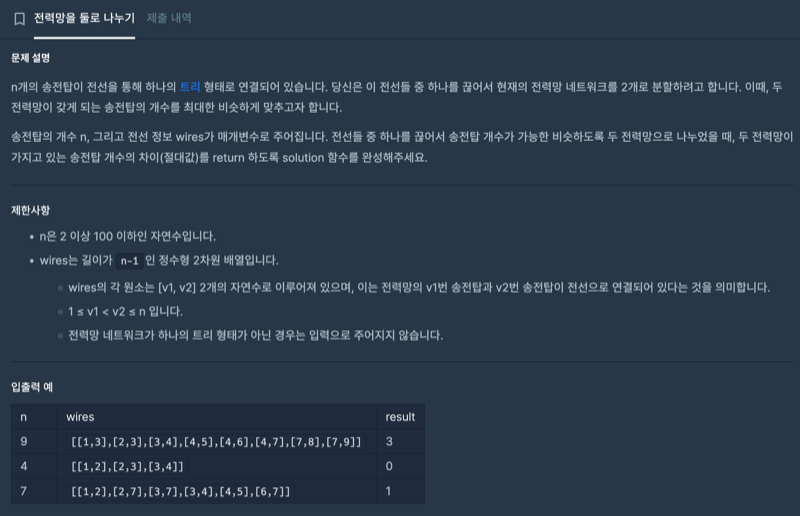 전력망을 둘로 나누기 제출 내역
문제 설명
n개의 송전탑이 전선을 통해 하나의 트리 형태로 연결되어 있습니다. 당신은 이 전선들 중 하나를 끊어서 현재의 전력망 네트워크를 2개로 분할하려고 합니다. 이때, 두
전력망이 갖게 되는 송전탑의 개수를 최대한 비슷하게 맞추고자 합니다.
송전탑의 개수 n, 그리고 전선 정보 wires가 매개변수로 주어집니다. 전선들 중 하나를 끊어서 송전탑 개수가 가능한 비슷하도록 두 전력망으로 나누었을 때, 두 전력망이
가지고 있는 송전탑 개수의 차이(절대값)를 return 하도록 solution 함수를 완성해주세요.
제한사항
• n은 2 이상 100 이하인 자연수입니다.
• wires는 길이가 n-1 인 정수형 2차원 배열입니다.
◦ wires의 각 원소는 [v1, v2] 2개의 자연수로 이루어져 있으며, 이는 전력망의 v1번 송전탑과 v2번 송전탑이 전선으로 연결되어 있다는 것을 의미합니다.
◦ 1 ≤ v1 < v2 ≤ n 입니다.
◦ 전력망 네트워크가 하나의 트리 형태가 아닌 경우는 입력으로 주어지지 않습니다.
입출력 예
n wires result
9 [[1,3],[2,3],[3,4],[4,5],[4,6],[4,7],[7,8],[7,9]] 3
4 [[1,2],[2,3],[3,4]] 0
7 [[1,2],[2,7],[3,7],[3,4],[4,5],[6,7]] 1